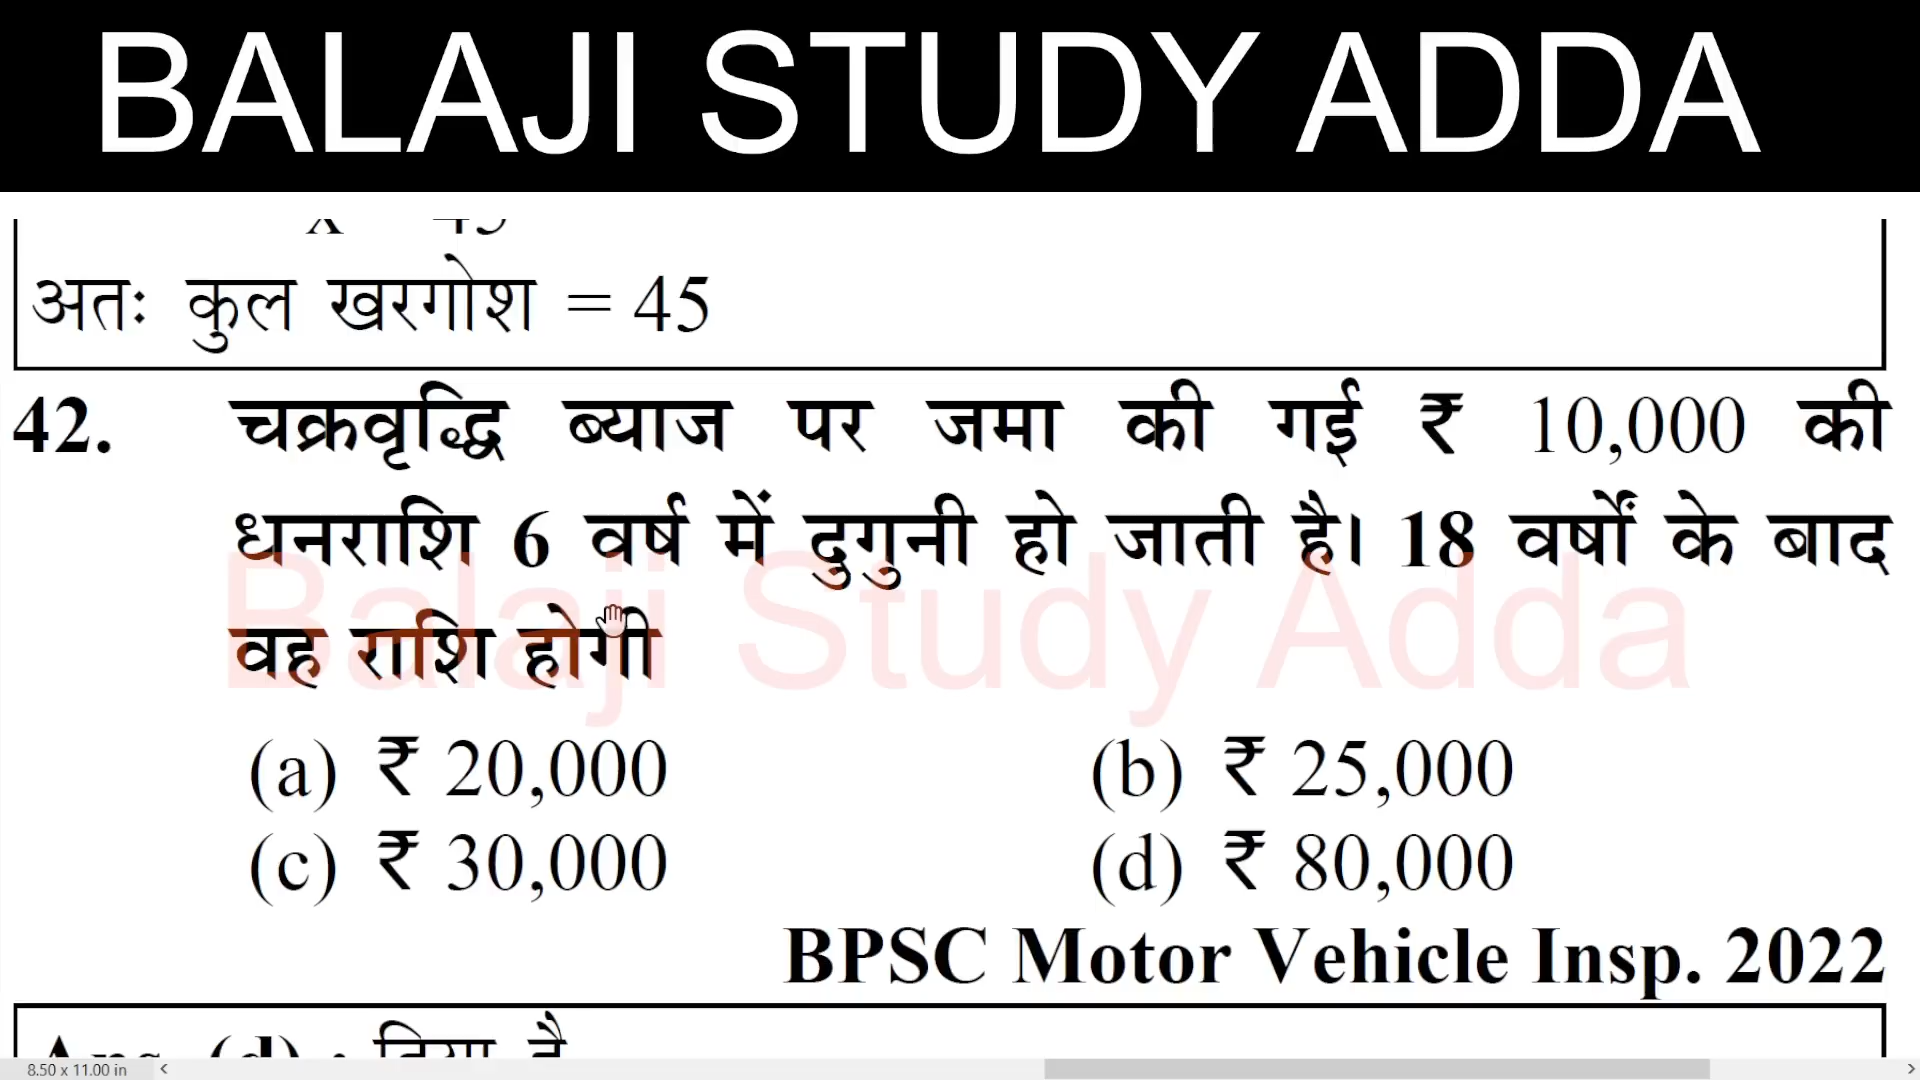 BALAJI STUDY ADDA
अतः कुल खरगोश = 45
42. चक्रवृद्धि ब्याज पर जमा की गई ₹ 10,000 की
धनराशि 6 वर्ष में दुगुनी हो जाती है। 18 वर्षों के बाद
वह राशि होगी
Balaji Study Adda
(a) ₹ 20,000 (b) ₹ 25,000
(c) ₹ 30,000 (d) ₹ 80,000
BPSC Motor Vehicle Insp. 2022
Ans. (d) : दिया है
8.50 x 11.00 in